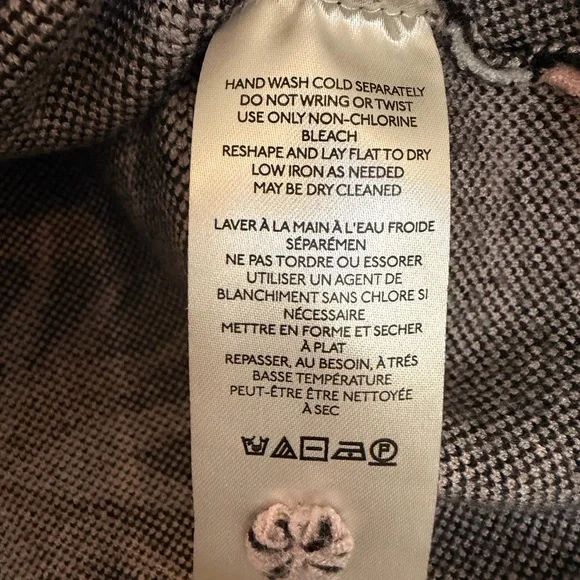 HAND WASH COLD SEPARATELY
DO NOT WRING OR TWIST
USE ONLY NON-CHLORINE
BLEACH
RESHAPE AND LAY FLAT TO DRY
LOW IRON AS NEEDED
MAY BE DRY CLEANED
LAVER À LA MAIN À L'EAU FROIDE
SÉPARÉMEN
NE PAS TORDRE OU ESSORER
UTILISER UN AGENT DE
BLANCHIMENT SANS CHLORE SI
NÉCESSAIRE
METTRE EN FORME ET SECHER
À PLAT
REPASSER, AU BESOIN, À TRÉS
BASSE TEMPÉRATURE
PEUT-ÊTRE ÊTRE NETTOYÉE
À SEC
P